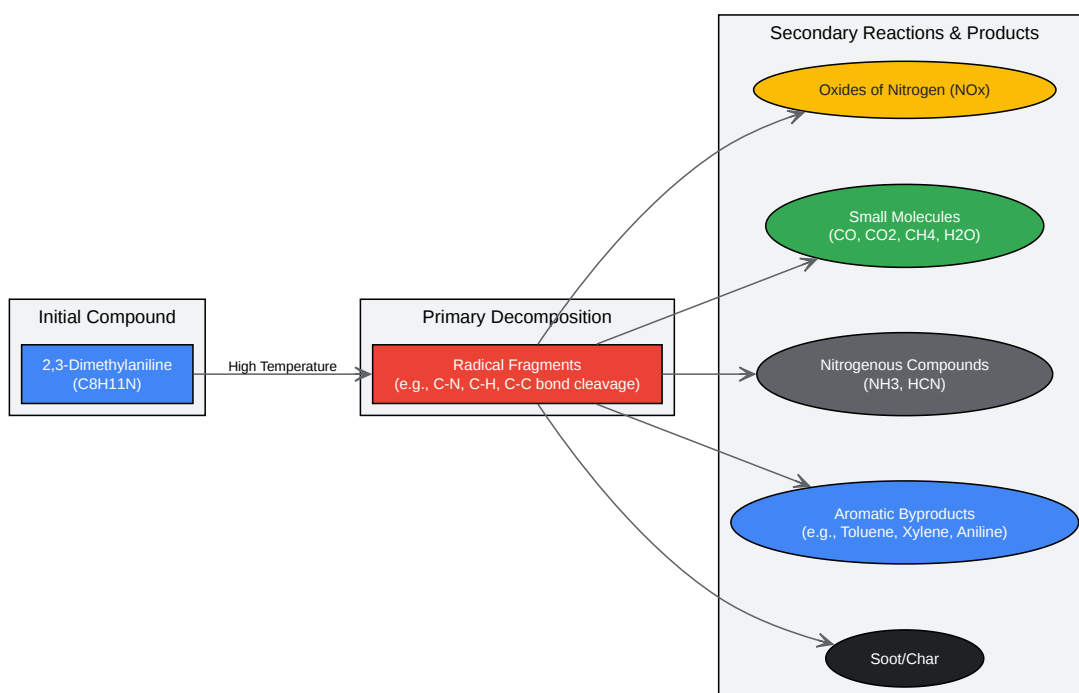 Secondary Reactions & Products
Oxides of Nitrogen (NOx)
Small Molecules
(CO, CO2, CH4, H2O)
Initial Compound
2,3-Dimethylaniline
(C8H11N)
High Temperature
Primary Decomposition
Radical Fragments
(e.g., C-N, C-H, C-C bond cleavage)
Nitrogenous Compounds
(NH3, HCN)
Aromatic Byproducts
(e.g., Toluene, Xylene, Aniline)
Soot/Char